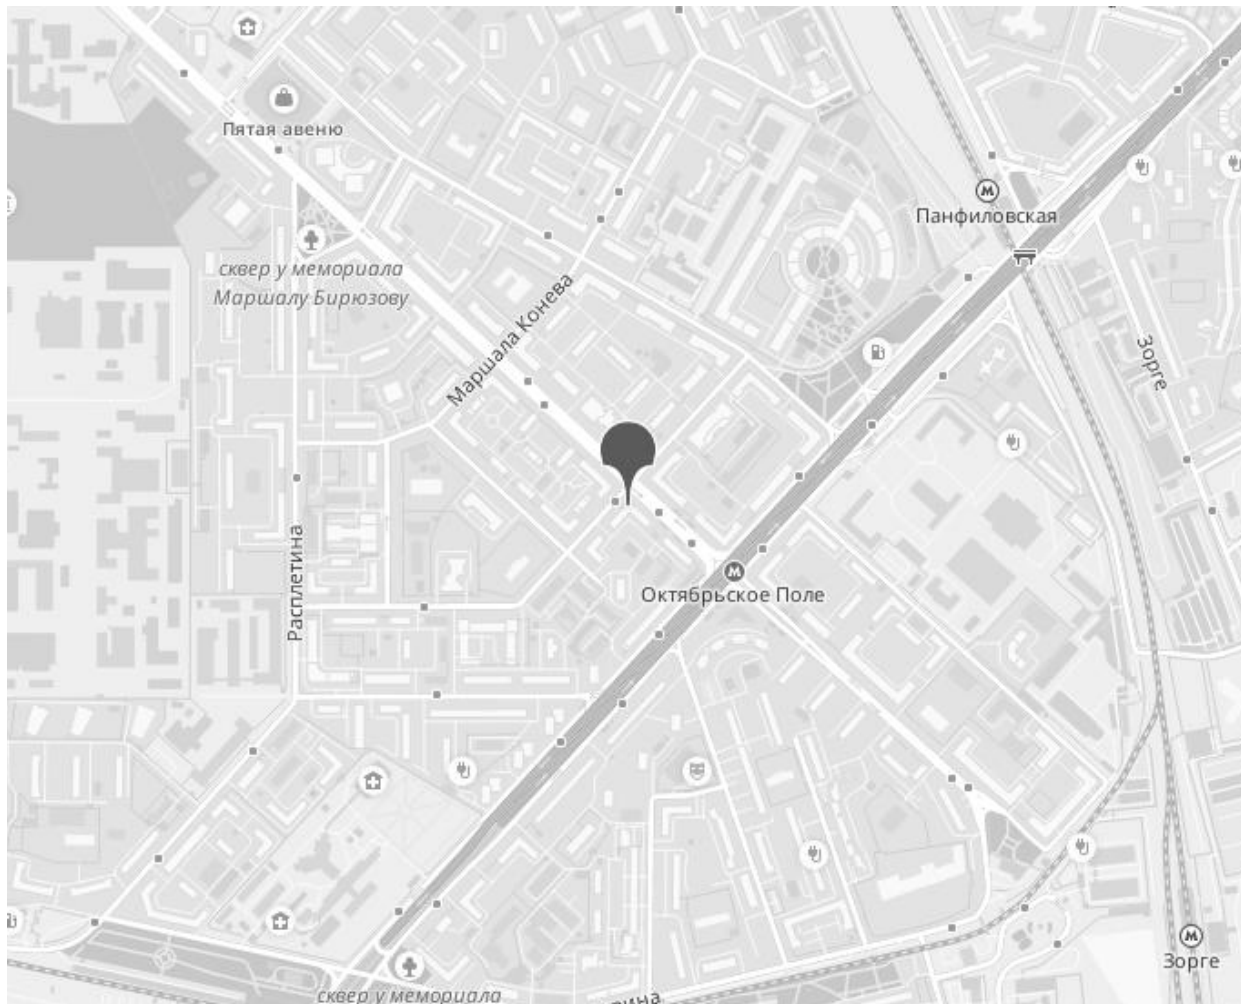 Пятая авеню
Панфиловская
сквер у мемориала
Маршалу Бирюзову
Маршала Конева
Зорге
Расплетина
Октябрьское Поле
Зорге
сквер у мемориала